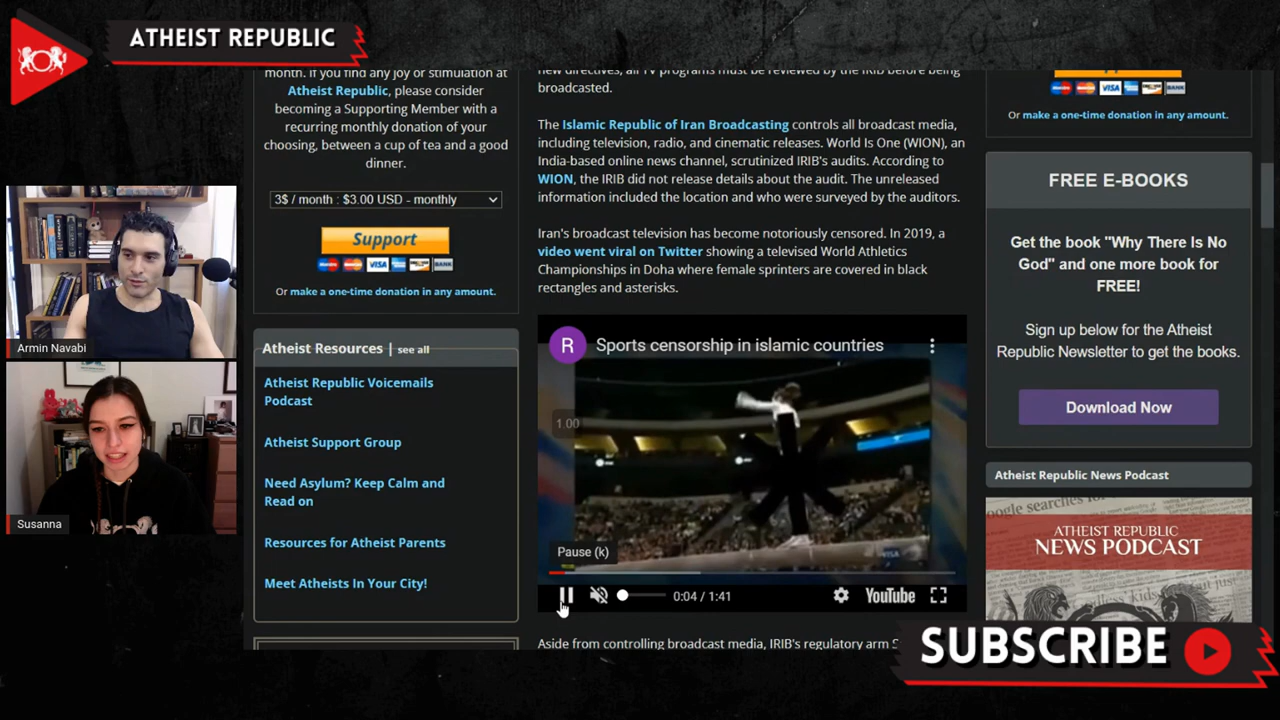 ATHEIST REPUBLIC
month. If you find any joy or stimulation at
Atheist Republic, please consider
becoming a Supporting Member with a
recurring monthly donation of your
choosing, between a cup of tea and a good
dinner.
3$ / month : $3.00 USD - monthly
Support
VISA
DISCOVER
BANK
Or make a one-time donation in any amount.
Atheist Resources | see all
Atheist Republic Voicemails
Podcast
Atheist Support Group
Need Asylum? Keep Calm and
Read on
Resources for Atheist Parents
Meet Atheists In Your City!
Armin Navabi
Susanna
new directives, all TV programs must be reviewed by the IRIB before being
broadcasted.
The Islamic Republic of Iran Broadcasting controls all broadcast media,
including television, radio, and cinematic releases. World Is One (WION), an
India-based online news channel, scrutinized IRIB's audits. According to
WION, the IRIB did not release details about the audit. The unreleased
information included the location and who were surveyed by the auditors.
Iran's broadcast television has become notoriously censored. In 2019, a
video went viral on Twitter showing a televised World Athletics
Championships in Doha where female sprinters are covered in black
rectangles and asterisks.
R
Sports censorship in islamic countries
1.00
VISA
Pause (k)
0:04 / 1:41
YouTube
Aside from controlling broadcast media, IRIB's regulatory arm
VISA
BANK
Or make a one-time donation in any amount.
FREE E-BOOKS
Get the book "Why There Is No
God" and one more book for
FREE!
Sign up below for the Atheist
Republic Newsletter to get the books.
Download Now
Atheist Republic News Podcast
oogle searches for
ATHEIST REPUBLIC
NEWS PODCAST
SUBSCRIBE